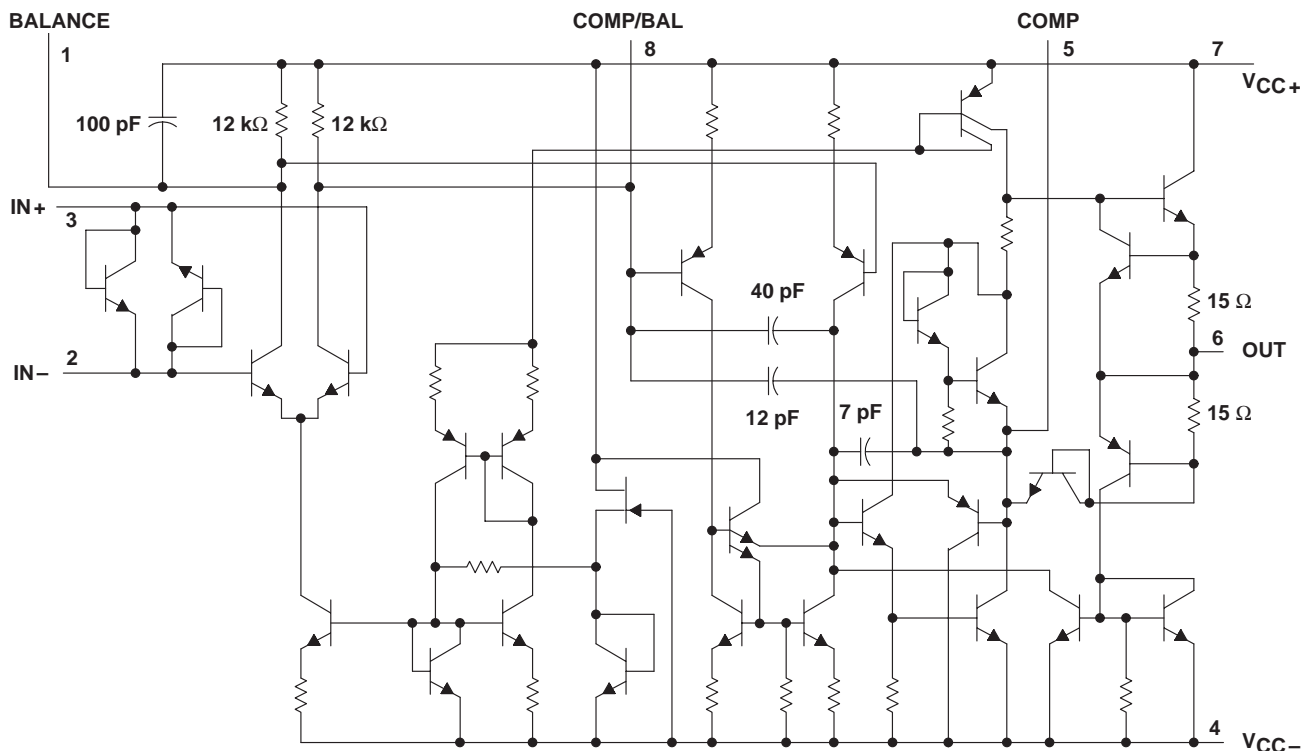 BALANCE
COMP/BAL
COMP
1
8
5
7
VCC+
100 pF
12 kΩ
12 kΩ
IN+
3
40 pF
15 Ω
2
IN−
6
OUT
12 pF
7 pF
15 Ω
4
VCC−